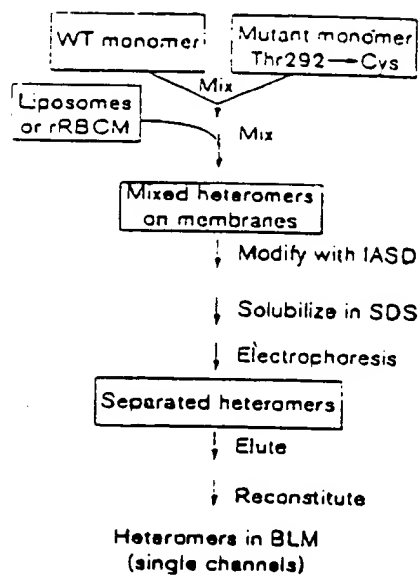 WT monomer
Mutant monomer
Thr292 → Cys
Mix
Liposomes
or rRBCM
Mix
Mixed heteromers
on membranes
Modify with IASD
Solubilize in SDS
Electrophoresis
Separated heteromers
Elute
Reconstitute
Heteromers in BLM
(single channels)